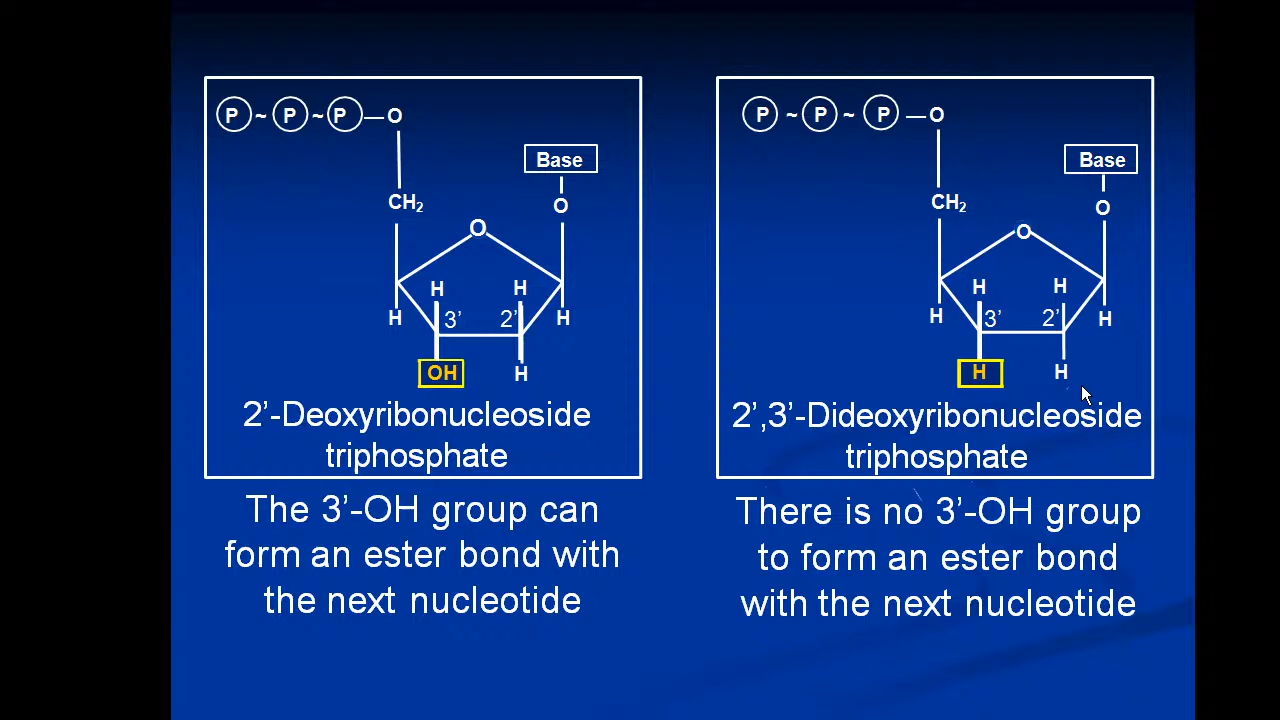 P ~ P ~ P — O
Base
CH₂
O
O
H
H
H
3’
2’
H
OH
H
2’-Deoxyribonucleoside
triphosphate
The 3’-OH group can
form an ester bond with
the next nucleotide
P ~ P ~ P — O
Base
CH₂
O
O
H
H
H
3’
2’
H
H
H
2’,3’-Dideoxyribonucleoside
triphosphate
There is no 3’-OH group
to form an ester bond
with the next nucleotide